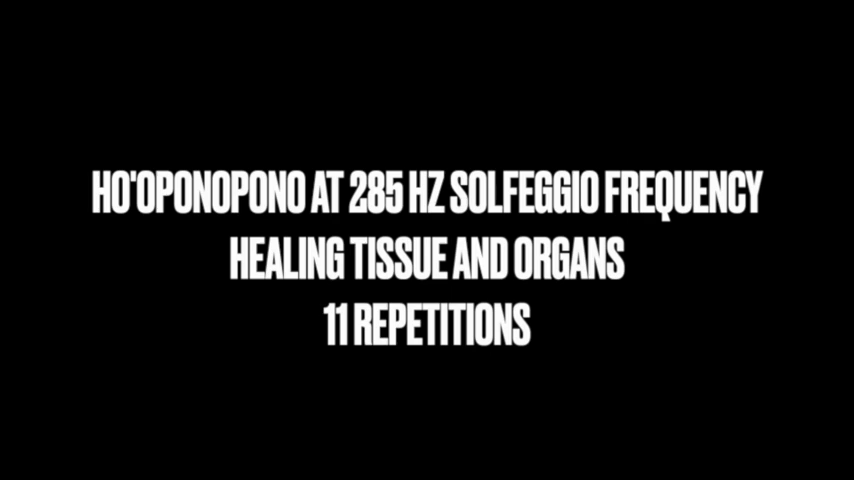 HO'OPONOPONO AT 285 HZ SOLFEGGIO FREQUENCY
HEALING TISSUE AND ORGANS
11 REPETITIONS